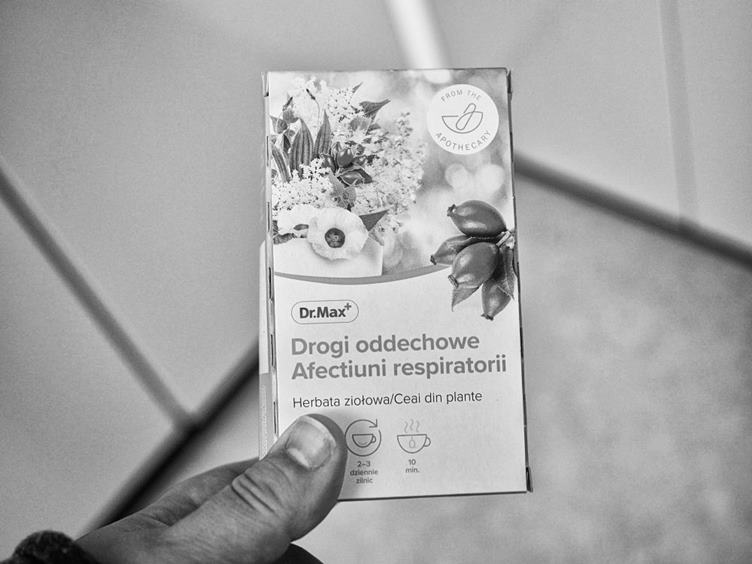 FROM THE
APOTHECARY
Dr.Max+
Drogi oddechowe
Afectiuni respiratorii
Herbata ziołowa/Ceai din plante
2–3
dziennie
zilnic
10
min.